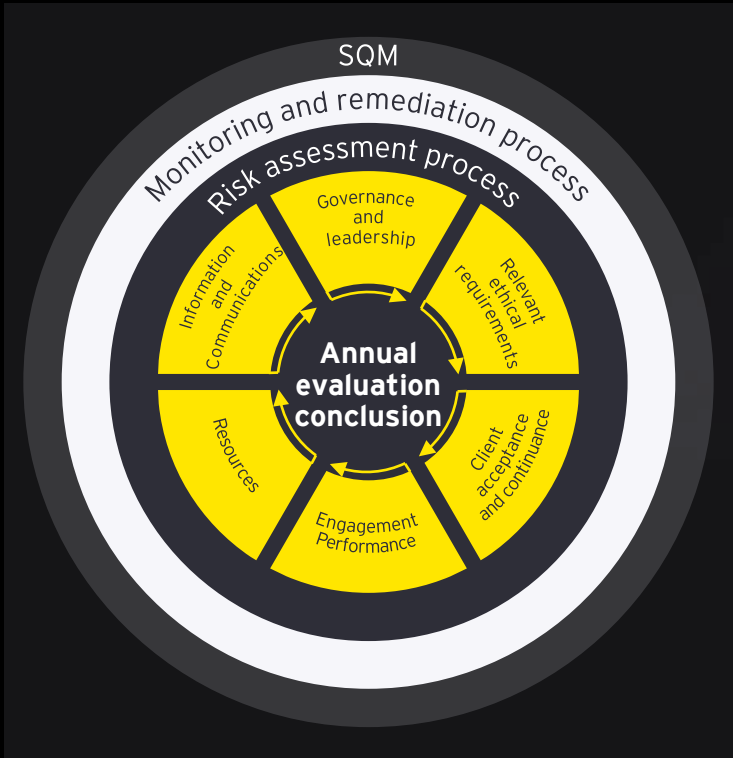 SQM
Monitoring and remediation process
Risk assessment process
Governance
and
leadership
Relevant
ethical
requirements
Client
acceptance
and continuance
Engagement
Performance
Resources
Information
and
Communications
Annual
evaluation
conclusion